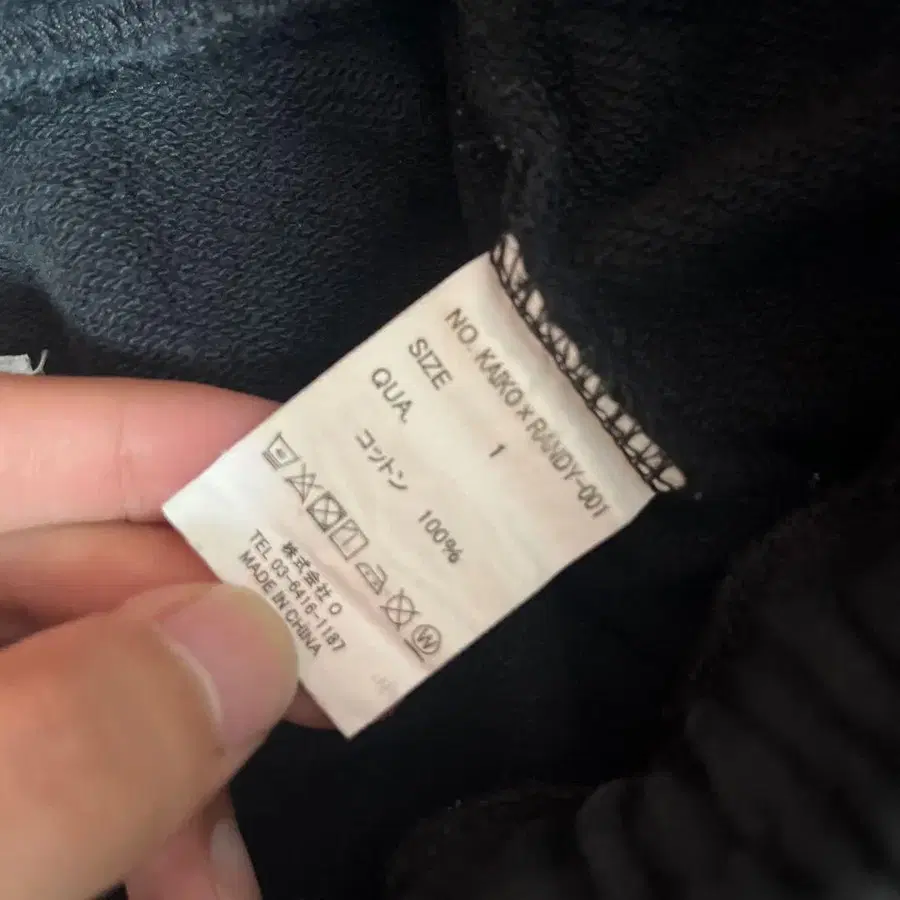 NO. KAIKO x RANDY-001
SIZE 1
QUA.
コットン 100%
W
株式会社 O
TEL 03-6416-1187
MADE IN CHINA